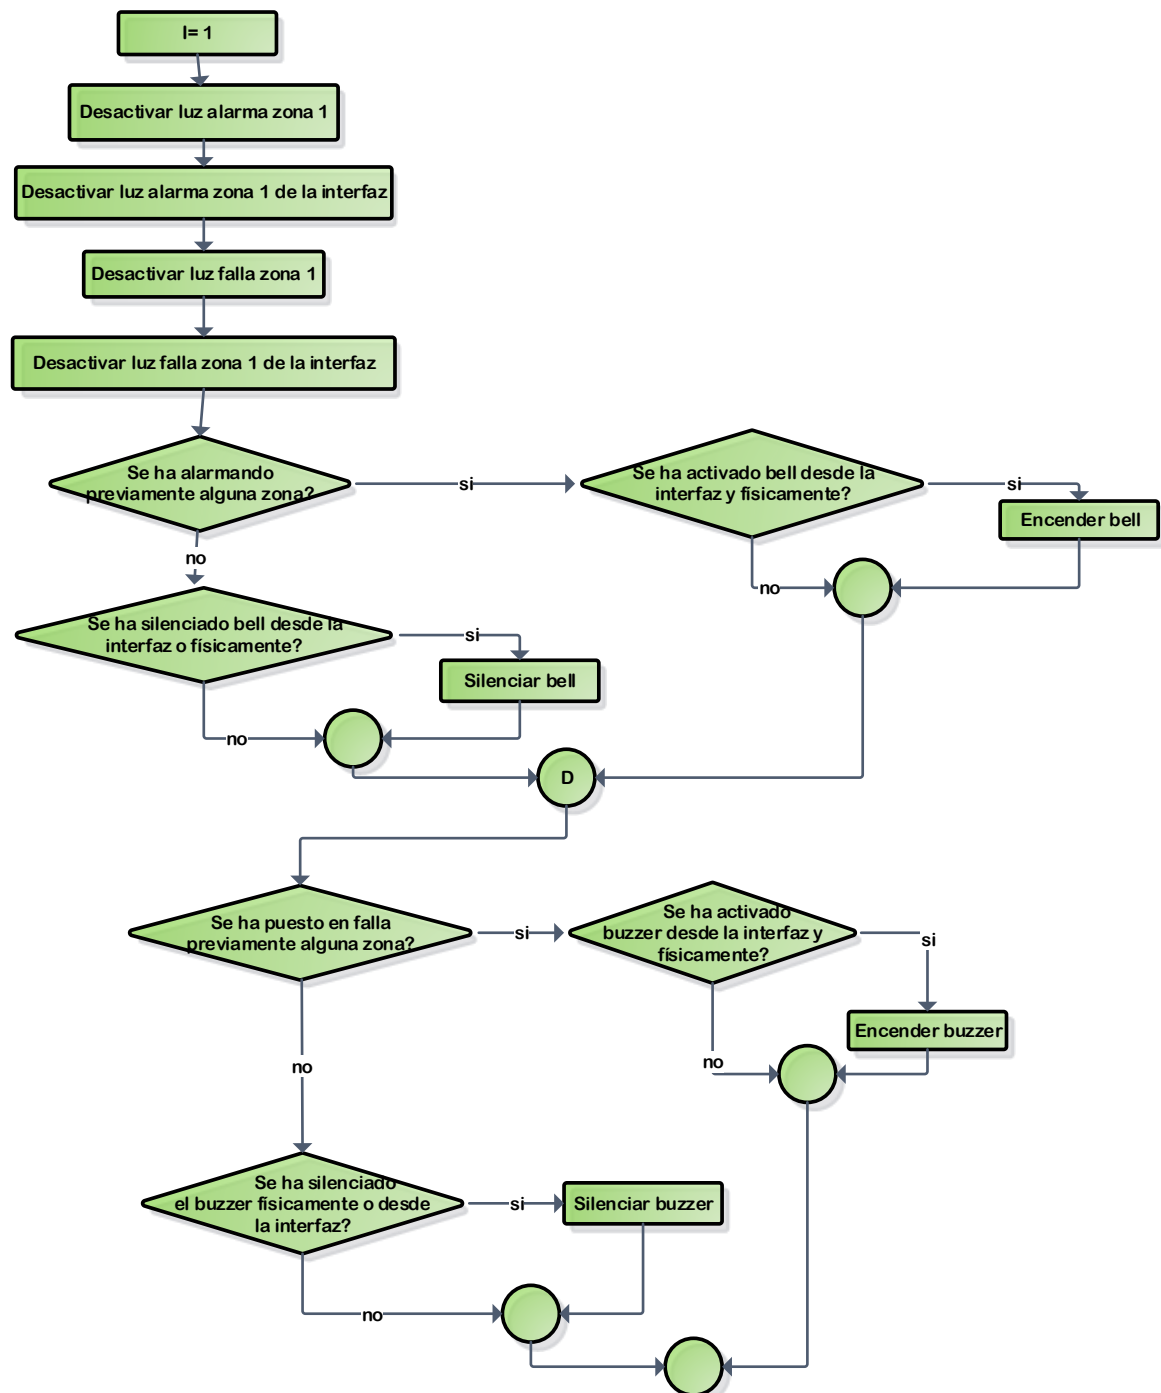 I= 1
Desactivar luz alarma zona 1
Desactivar luz alarma zona 1 de la interfaz
Desactivar luz falla zona 1
Desactivar luz falla zona 1 de la interfaz
Se ha alarmando
previamente alguna zona?
si
Se ha activado bell desde la
interfaz y físicamente?
si
Encender bell
no
no
Se ha silenciado bell desde la
interfaz o físicamente?
si
Silenciar bell
no
D
Se ha puesto en falla
previamente alguna zona?
si
Se ha activado
buzzer desde la interfaz y
físicamente?
si
Encender buzzer
no
no
Se ha silenciado
el buzzer físicamente o desde
la interfaz?
si
Silenciar buzzer
no